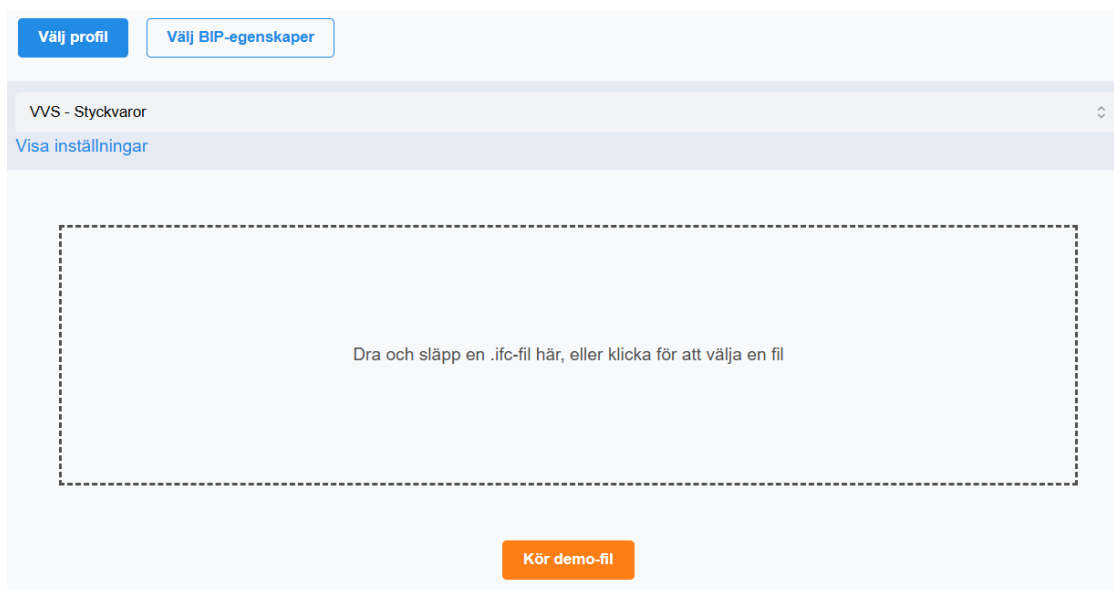 Välj profil
Välj BIP-egenskaper
VVS - Styckvaror
Visa inställningar
Dra och släpp en .ifc-fil här, eller klicka för att välja en fil
Kör demo-fil